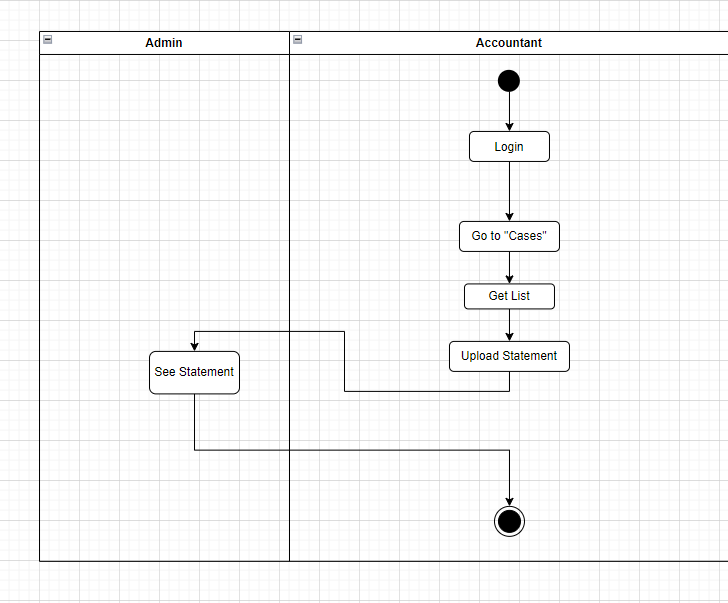 Admin
Accountant
Login
Go to "Cases"
Get List
Upload Statement
See Statement